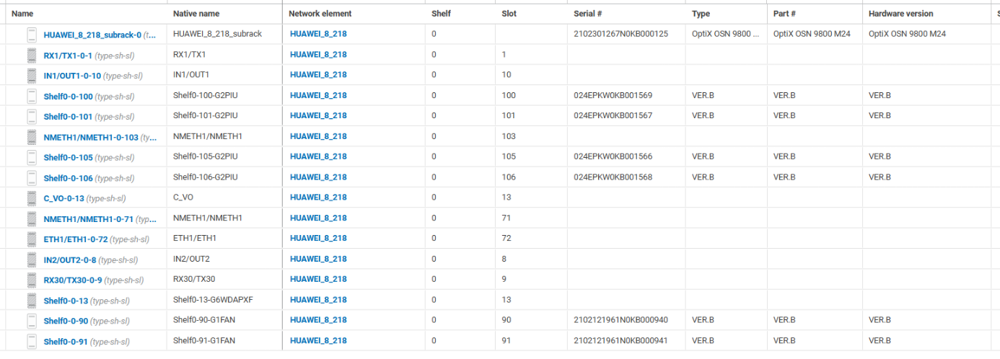 Name Native name Network element Shelf Slot Serial # Type Part # Hardware version
HUAWEI_8_218_subrack-0 (t... HUAWEI_8_218_subrack HUAWEI_8_218 0 2102301267N0KB000125 OptiX OSN 9800 ... OptiX OSN 9800 M24 OptiX OSN 9800 M24
RX1/TX1-0-1 (type-sh-sl) RX1/TX1 HUAWEI_8_218 0 1
IN1/OUT1-0-10 (type-sh-sl) IN1/OUT1 HUAWEI_8_218 0 10
Shelf0-0-100 (type-sh-sl) Shelf0-100-G2PIU HUAWEI_8_218 0 100 024EPKW0KB001569 VER.B VER.B VER.B
Shelf0-0-101 (type-sh-sl) Shelf0-101-G2PIU HUAWEI_8_218 0 101 024EPKW0KB001567 VER.B VER.B VER.B
NMETH1/NMETH1-0-103 (ty... NMETH1/NMETH1 HUAWEI_8_218 0 103
Shelf0-0-105 (type-sh-sl) Shelf0-105-G2PIU HUAWEI_8_218 0 105 024EPKW0KB001566 VER.B VER.B VER.B
Shelf0-0-106 (type-sh-sl) Shelf0-106-G2PIU HUAWEI_8_218 0 106 024EPKW0KB001568 VER.B VER.B VER.B
C_VO-0-13 (type-sh-sl) C_VO HUAWEI_8_218 0 13
NMETH1/NMETH1-0-71 (typ... NMETH1/NMETH1 HUAWEI_8_218 0 71
ETH1/ETH1-0-72 (type-sh-sl) ETH1/ETH1 HUAWEI_8_218 0 72
IN2/OUT2-0-8 (type-sh-sl) IN2/OUT2 HUAWEI_8_218 0 8
RX30/TX30-0-9 (type-sh-sl) RX30/TX30 HUAWEI_8_218 0 9
Shelf0-0-13 (type-sh-sl) Shelf0-13-G6WDAPXF HUAWEI_8_218 0 13
Shelf0-0-90 (type-sh-sl) Shelf0-90-G1FAN HUAWEI_8_218 0 90 2102121961N0KB000940 VER.B VER.B VER.B
Shelf0-0-91 (type-sh-sl) Shelf0-91-G1FAN HUAWEI_8_218 0 91 2102121961N0KB000941 VER.B VER.B VER.B